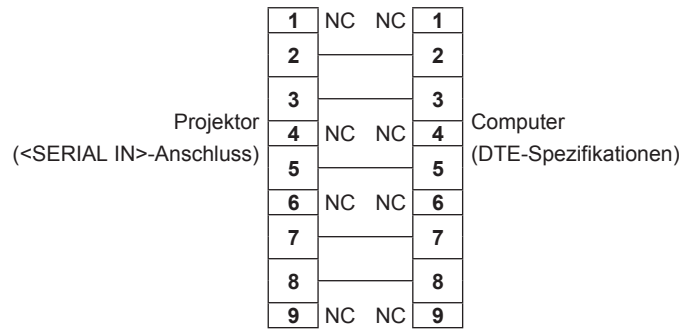 1 NC NC 1
2 2
3 3
Projektor
(<SERIAL IN>-Anschluss)
4 NC NC 4
Computer
(DTE-Spezifikationen)
5 5
6 NC NC 6
7 7
8 8
9 NC NC 9